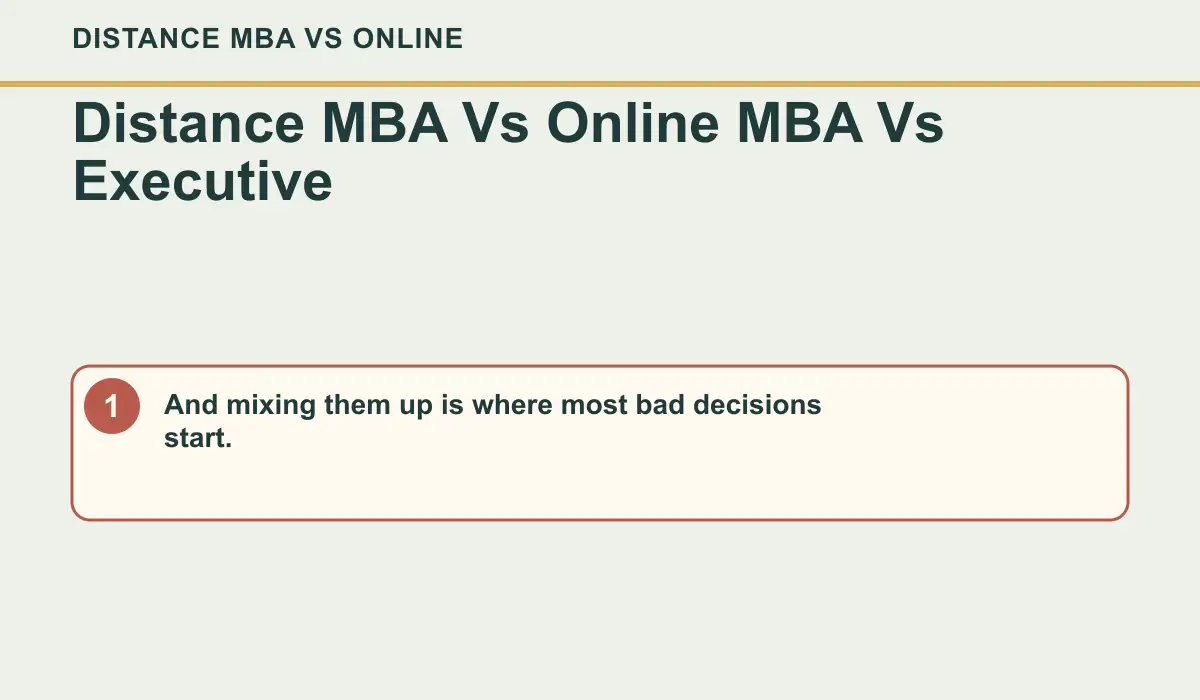 DISTANCE MBA VS ONLINE
Distance MBA Vs Online MBA Vs
Executive
1
And mixing them up is where most bad decisions
start.